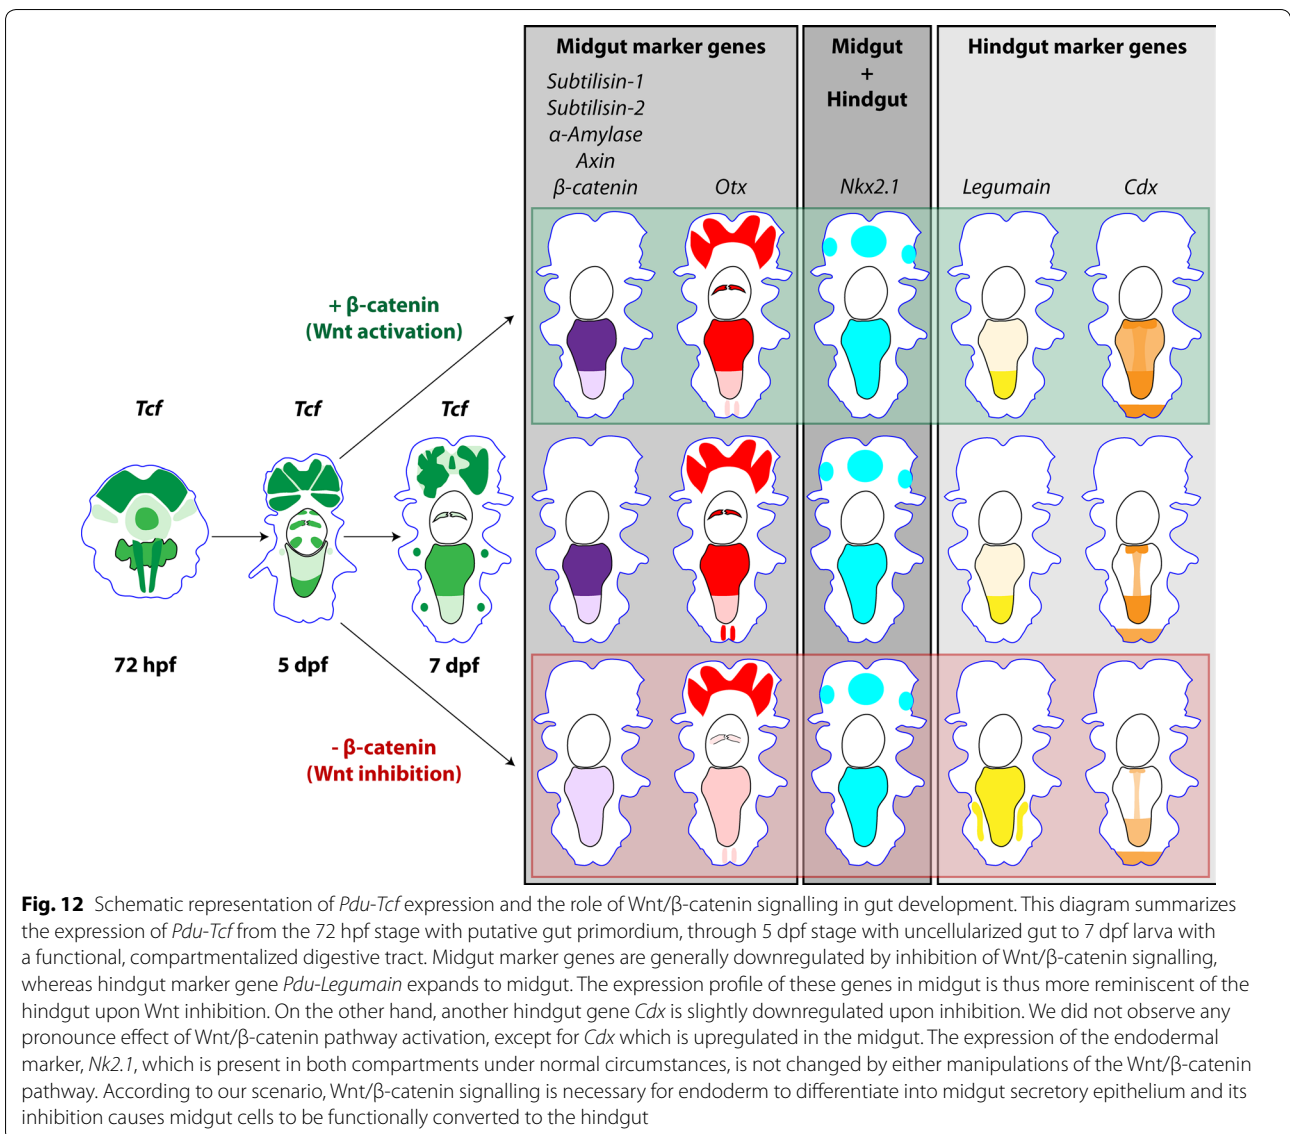 Midgut marker genes
Subtilisin-1
Subtilisin-2
α-Amylase
Axin
β-catenin
Otx
Midgut
+
Hindgut
Nkx2.1
Hindgut marker genes
Legumain
Cdx
+ β-catenin
(Wnt activation)
Tcf
Tcf
Tcf
72 hpf
5 dpf
7 dpf
- β-catenin
(Wnt inhibition)
Fig. 12 Schematic representation of Pdu-Tcf expression and the role of Wnt/β-catenin signalling in gut development. This diagram summarizes
the expression of Pdu-Tcf from the 72 hpf stage with putative gut primordium, through 5 dpf stage with uncellularized gut to 7 dpf larva with
a functional, compartmentalized digestive tract. Midgut marker genes are generally downregulated by inhibition of Wnt/β-catenin signalling,
whereas hindgut marker gene Pdu-Legumain expands to midgut. The expression profile of these genes in midgut is thus more reminiscent of the
hindgut upon Wnt inhibition. On the other hand, another hindgut gene Cdx is slightly downregulated upon inhibition. We did not observe any
pronounce effect of Wnt/β-catenin pathway activation, except for Cdx which is upregulated in the midgut. The expression of the endodermal
marker, Nk2.1, which is present in both compartments under normal circumstances, is not changed by either manipulations of the Wnt/β-catenin
pathway. According to our scenario, Wnt/β-catenin signalling is necessary for endoderm to differentiate into midgut secretory epithelium and its
inhibition causes midgut cells to be functionally converted to the hindgut